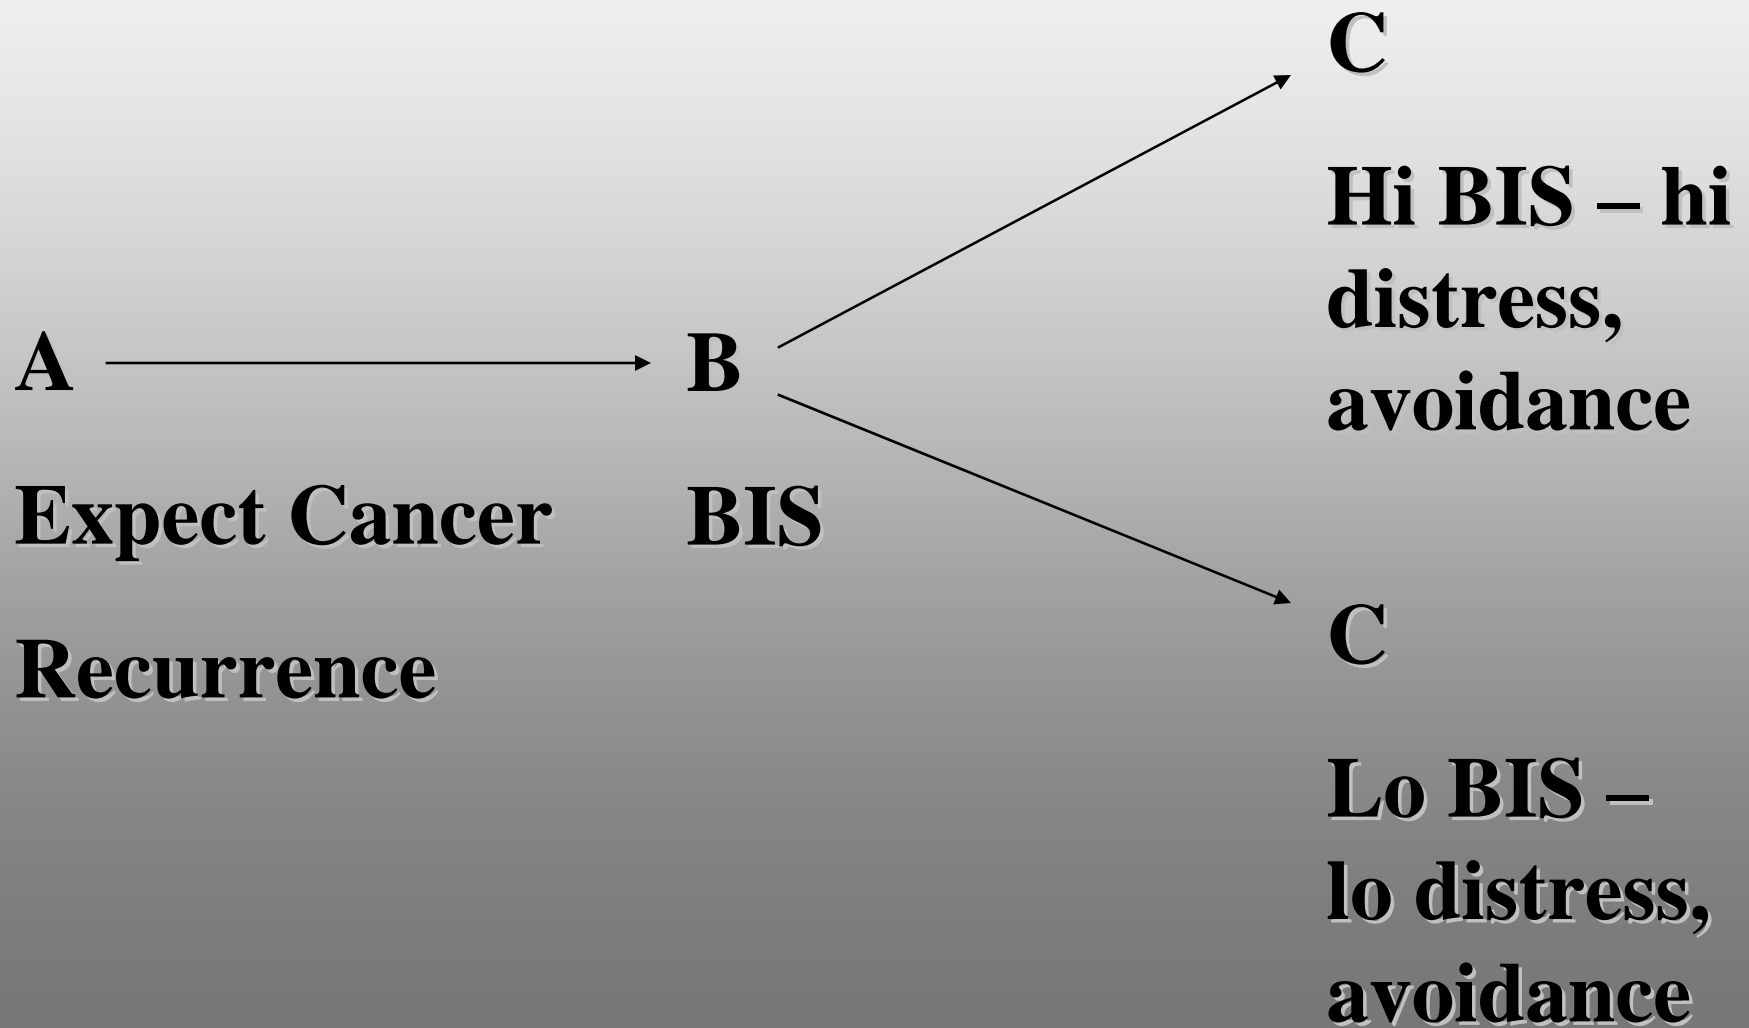 A
Expect Cancer
Recurrence
B
BIS
C
Hi BIS – hi
distress,
avoidance
C
Lo BIS –
lo distress,
avoidance